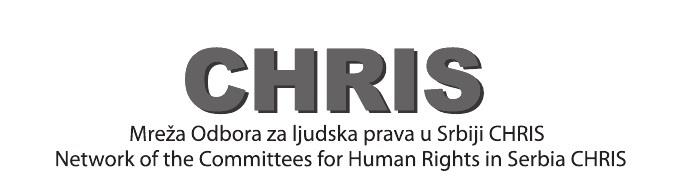 CHRIS
Mreža Odbora za ljudska prava u Srbiji CHRIS
Network of the Committees for Human Rights in Serbia CHRIS